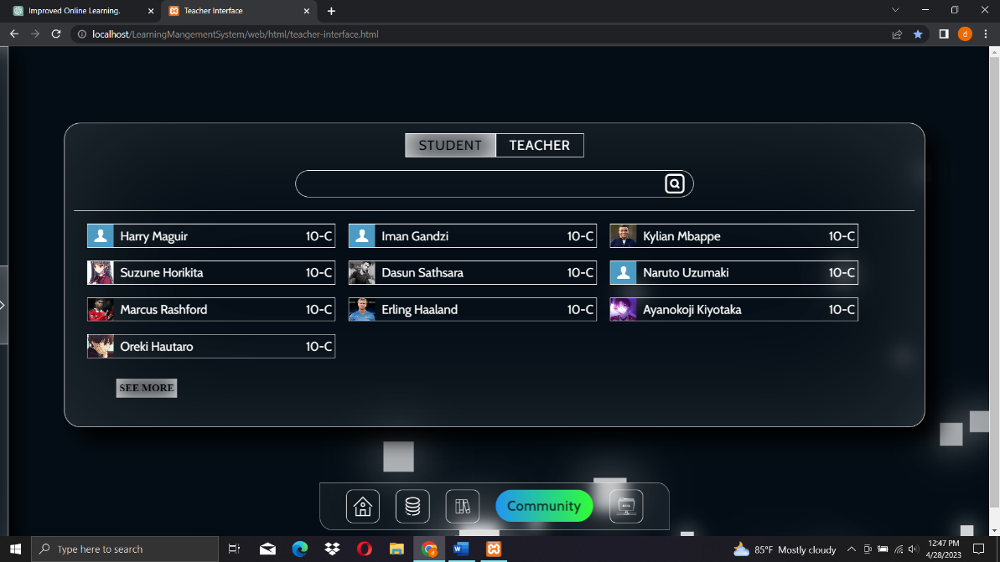 Improved Online Learning.
Teacher Interface
localhost/LearningMangementSystem/web/html/teacher-interface.html
d
STUDENT TEACHER
Harry Maguir 10-C Iman Gandzi 10-C Kylian Mbappe 10-C
Suzune Horikita 10-C Dasun Sathsara 10-C Naruto Uzumaki 10-C
Marcus Rashford 10-C Erling Haaland 10-C Ayanokoji Kiyotaka 10-C
Oreki Hautaro 10-C
SEE MORE
Community
Type here to search
85°F Mostly cloudy
12:47 PM
4/28/2023